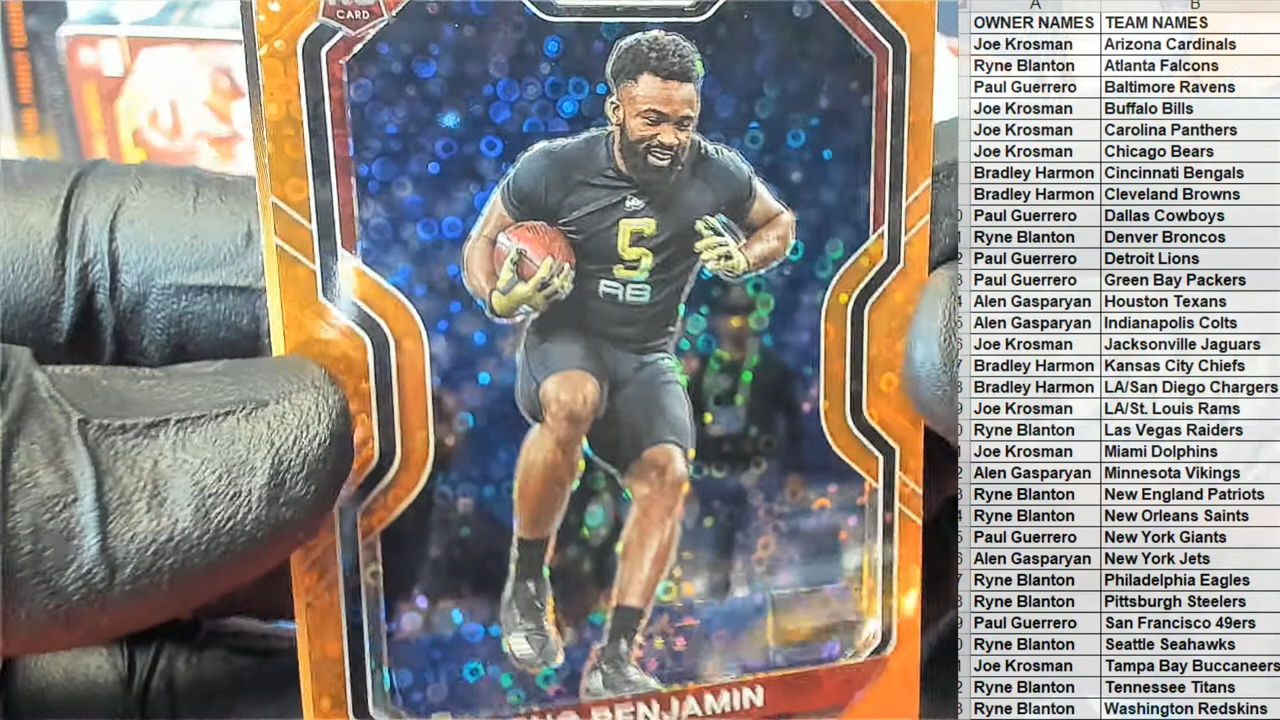 CARD
5
RB
BENJAMIN
A B
OWNER NAMES TEAM NAMES
Joe Krosman Arizona Cardinals
Ryne Blanton Atlanta Falcons
Paul Guerrero Baltimore Ravens
Joe Krosman Buffalo Bills
Joe Krosman Carolina Panthers
Joe Krosman Chicago Bears
Bradley Harmon Cincinnati Bengals
Bradley Harmon Cleveland Browns
Paul Guerrero Dallas Cowboys
Ryne Blanton Denver Broncos
Paul Guerrero Detroit Lions
Paul Guerrero Green Bay Packers
Alen Gasparyan Houston Texans
Alen Gasparyan Indianapolis Colts
Joe Krosman Jacksonville Jaguars
Bradley Harmon Kansas City Chiefs
Bradley Harmon LA/San Diego Chargers
Joe Krosman LA/St. Louis Rams
Ryne Blanton Las Vegas Raiders
Joe Krosman Miami Dolphins
Alen Gasparyan Minnesota Vikings
Ryne Blanton New England Patriots
Ryne Blanton New Orleans Saints
Paul Guerrero New York Giants
Alen Gasparyan New York Jets
Ryne Blanton Philadelphia Eagles
Ryne Blanton Pittsburgh Steelers
Paul Guerrero San Francisco 49ers
Ryne Blanton Seattle Seahawks
Joe Krosman Tampa Bay Buccaneers
Ryne Blanton Tennessee Titans
Ryne Blanton Washington Redskins